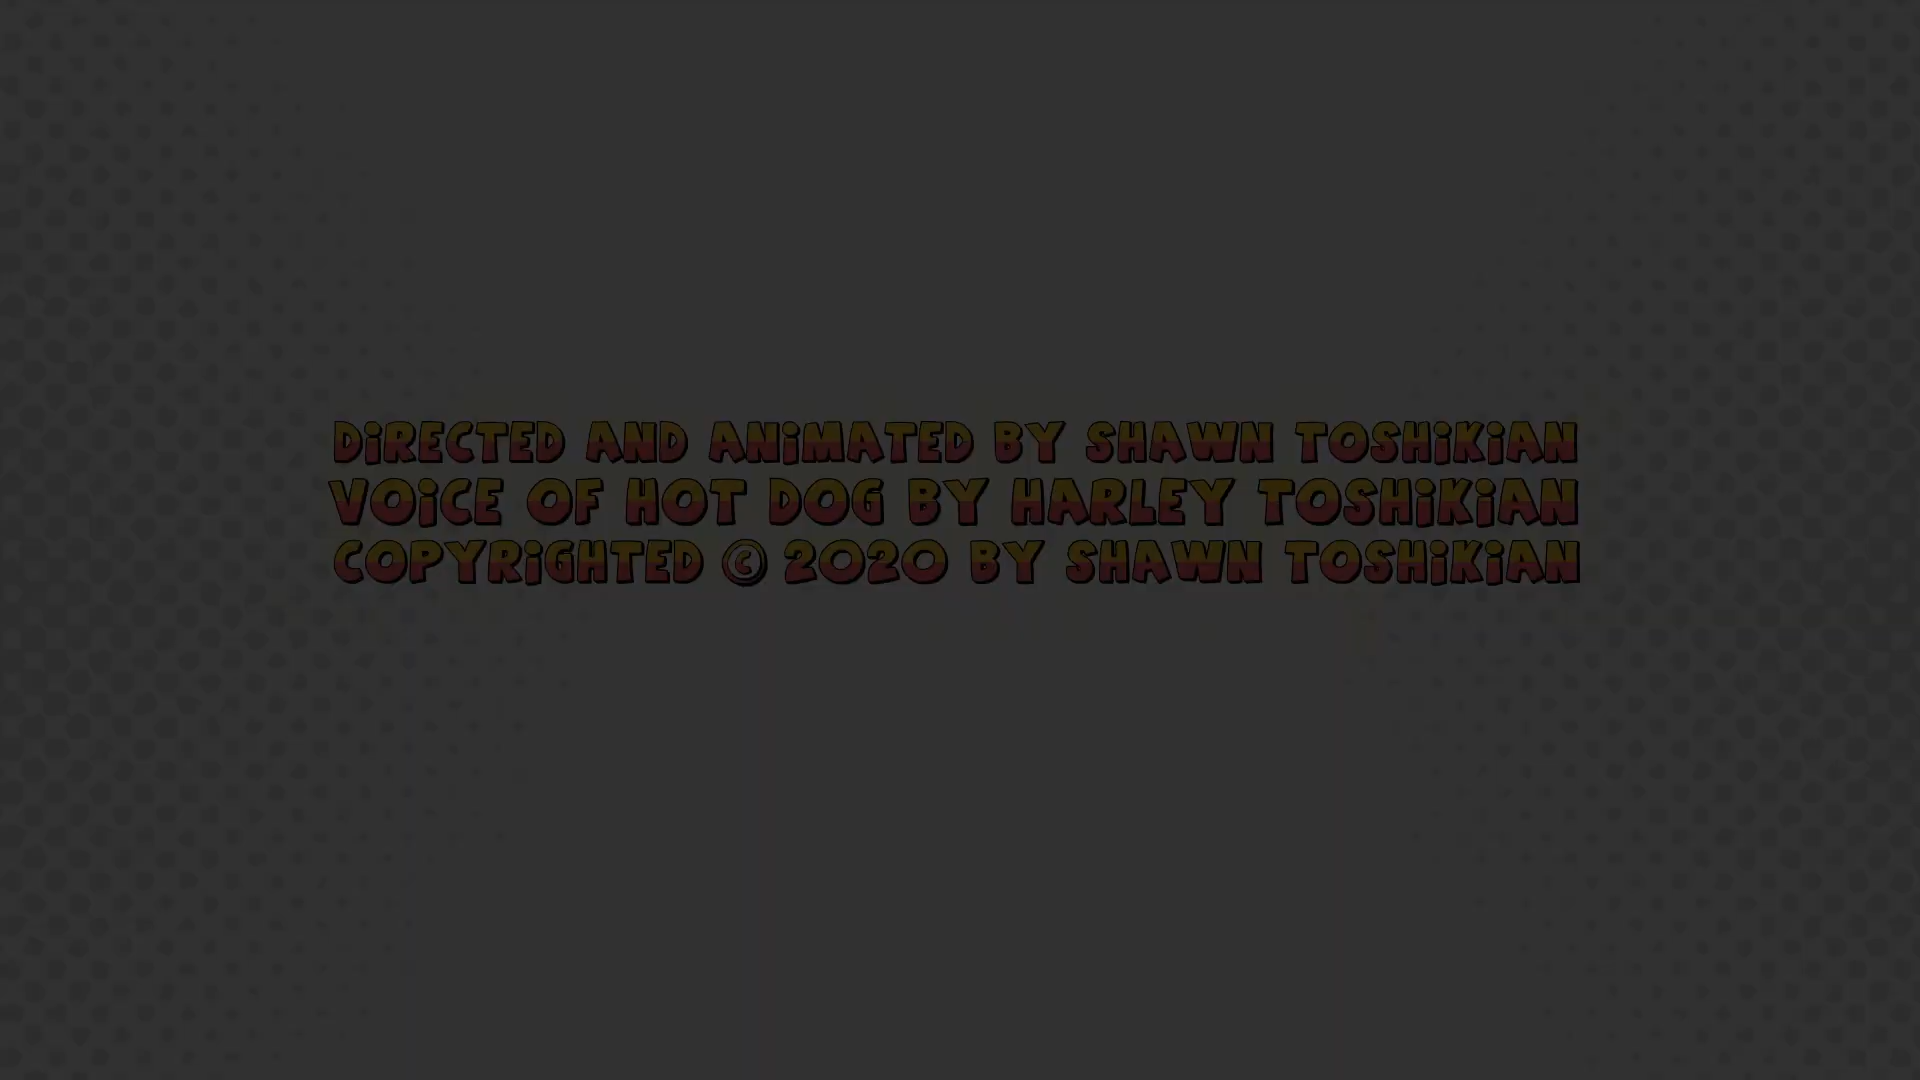 DiRECTED AND ANiMATED BY SHAWN TOSHiKiAN
VOiCE OF HOT DOG BY HARLEY TOSHiKiAN
COPYRiGHTED © 2020 BY SHAWN TOSHiKiAN